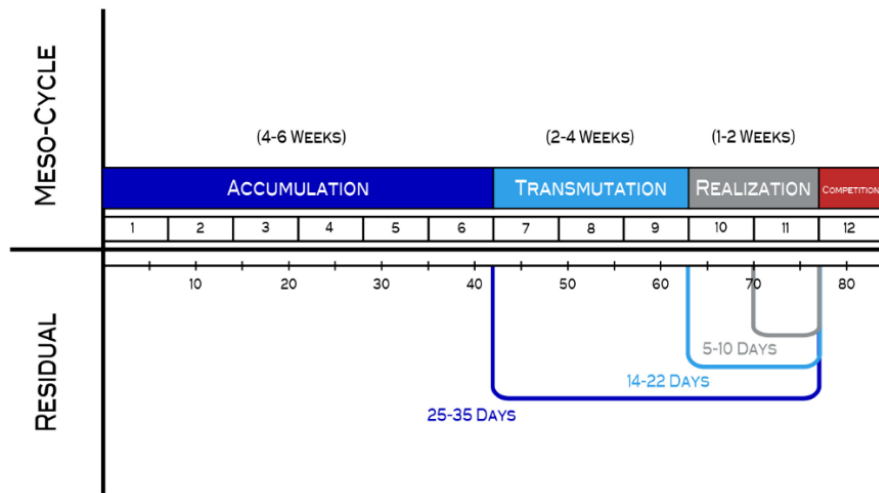 MESO-CYCLE
(4-6 WEEKS)
(2-4 WEEKS)
(1-2 WEEKS)
ACCUMULATION
TRANSMUTATION
REALIZATION
COMPETITION
1 2 3 4 5 6 7 8 9 10 11 12
10 20 30 40 50 60 70 80
RESIDUAL
5-10 DAYS
14-22 DAYS
25-35 DAYS